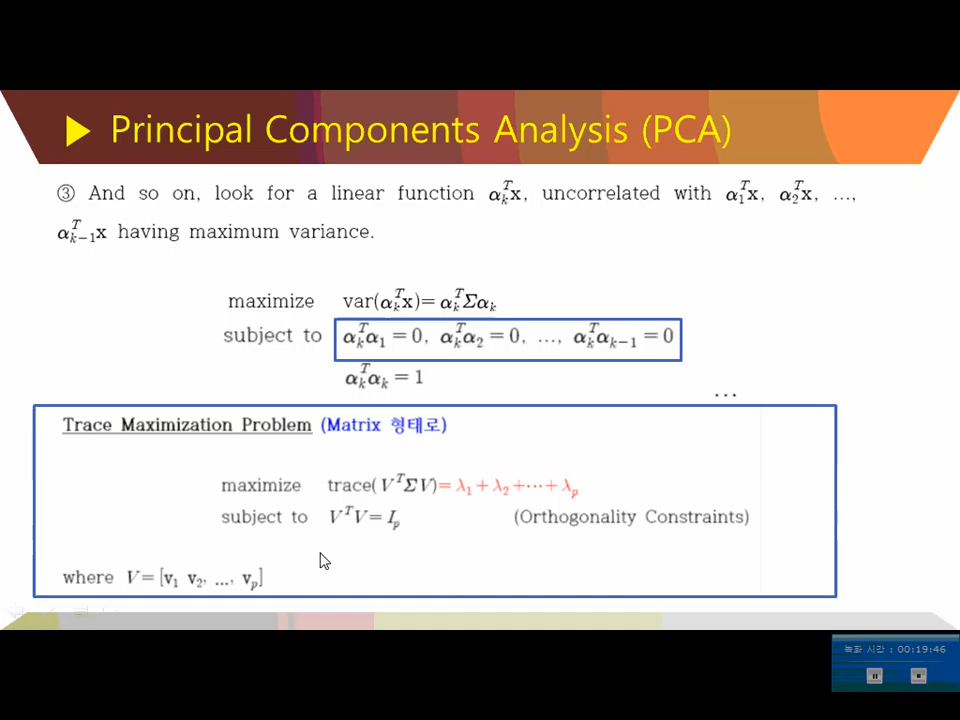 Principal Components Analysis (PCA)
③ And so on, look for a linear function αₖᵀx, uncorrelated with α₁ᵀx, α₂ᵀx, ...,
αₖ₋₁ᵀx having maximum variance.
maximize var(αₖᵀx)= αₖᵀΣαₖ
subject to αₖᵀα₁ = 0, αₖᵀα₂ = 0, ..., αₖᵀαₖ₋₁ = 0
αₖᵀαₖ = 1
...
Trace Maximization Problem (Matrix 형태로)
maximize trace(VᵀΣV)= λ₁ + λ₂ +⋯+ λₚ
subject to VᵀV= Iₚ (Orthogonality Constraints)
where V= [v₁ v₂, ..., vₚ]
녹화 시간 : 00:19:46